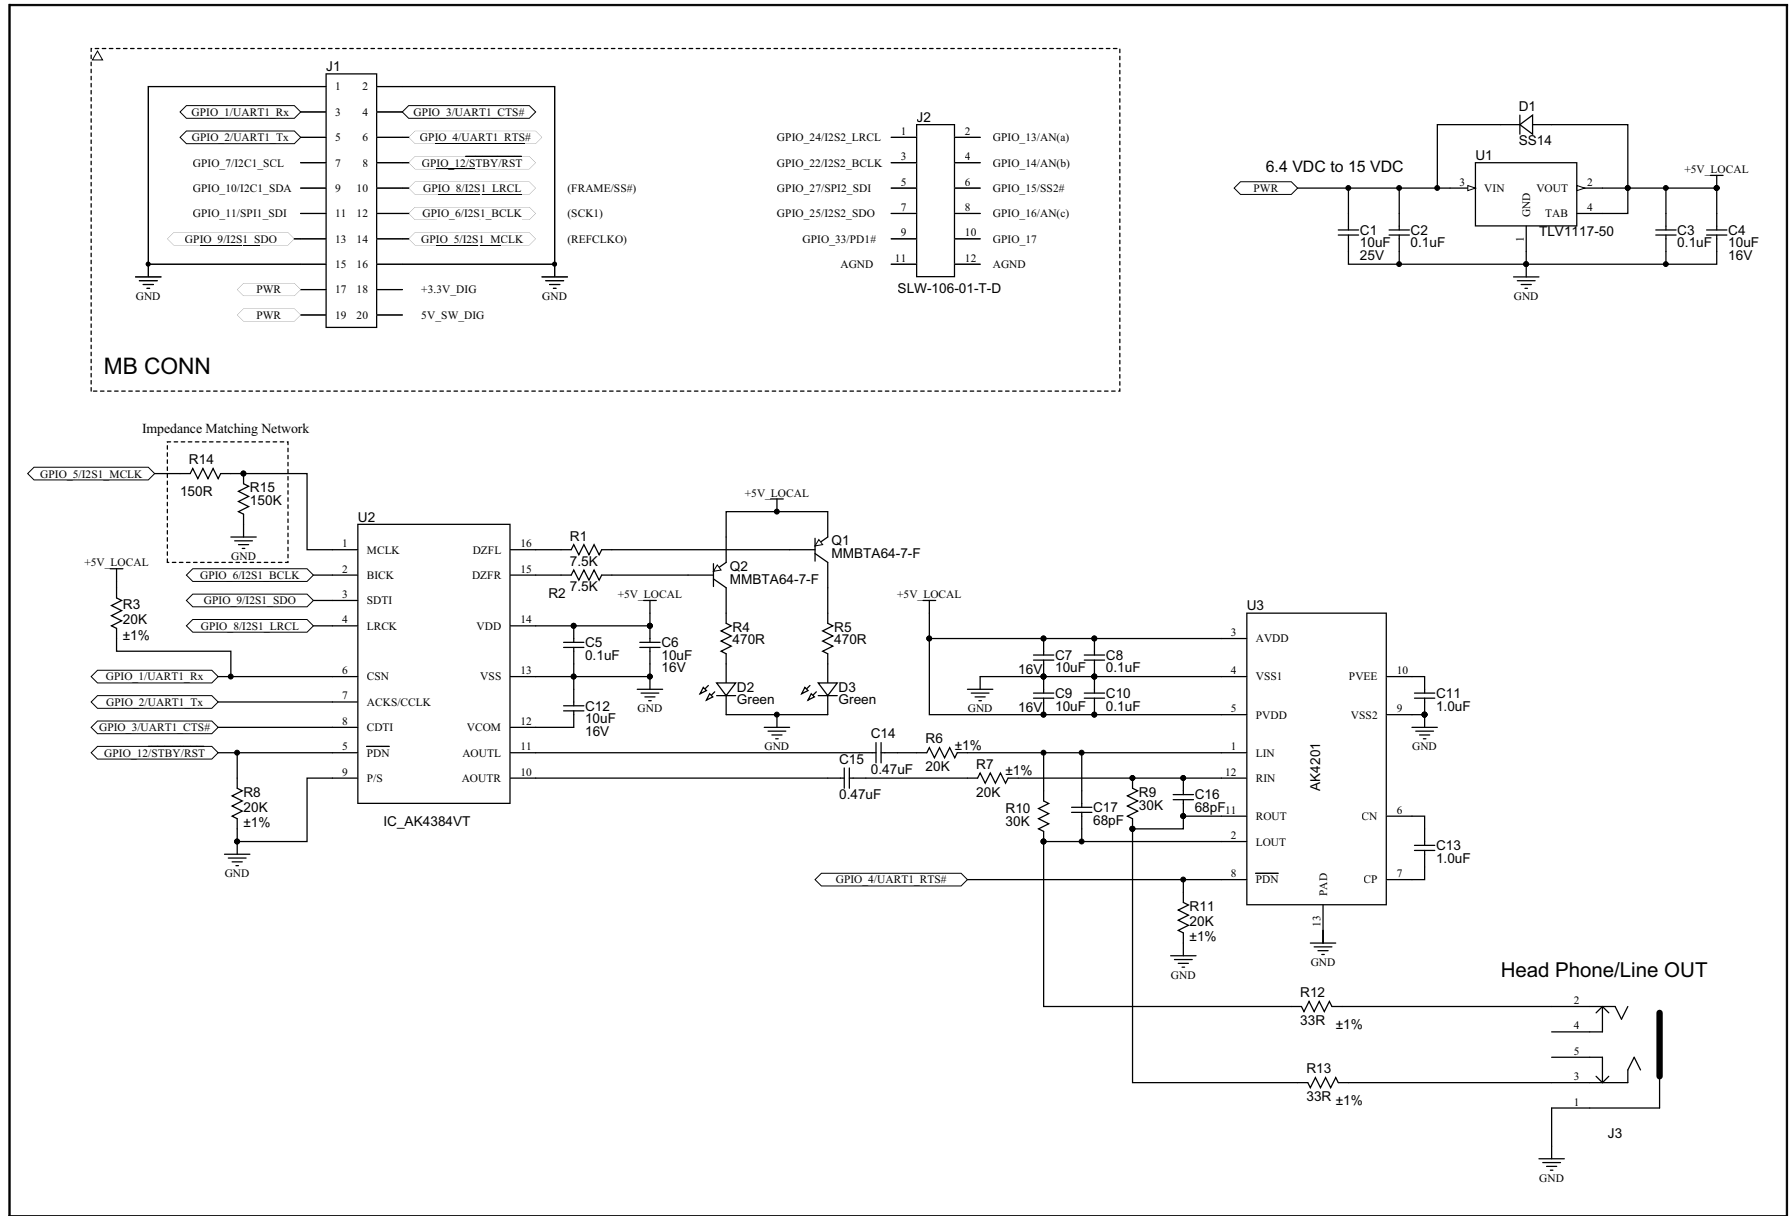 J1
1 2
GPIO_1/UART1_Rx 3 4 GPIO_3/UART1_CTS#
GPIO_2/UART1_Tx 5 6 GPIO_4/UART1_RTS#
GPIO_7/I2C1_SCL 7 8 GPIO_12/STBY/RST
GPIO_10/I2C1_SDA 9 10 GPIO_8/I2S1_LRCL (FRAME/SS#)
GPIO_11/SPI1_SDI 11 12 GPIO_6/I2S1_BCLK (SCK1)
GPIO_9/I2S1_SDO 13 14 GPIO_5/I2S1_MCLK (REFCLKO)
15 16
GND GND
PWR 17 18 +3.3V_DIG
PWR 19 20 5V_SW_DIG
MB CONN
J2
GPIO_24/I2S2_LRCL 1 2 GPIO_13/AN(a)
GPIO_22/I2S2_BCLK 3 4 GPIO_14/AN(b)
GPIO_27/SPI2_SDI 5 6 GPIO_15/SS2#
GPIO_25/I2S2_SDO 7 8 GPIO_16/AN(c)
GPIO_33/PD1# 9 10 GPIO_17
AGND 11 12 AGND
SLW-106-01-T-D
D1
SS14
6.4 VDC to 15 VDC
U1
+5V_LOCAL
PWR 3 VIN VOUT 2
GND
TAB 4
1
TLV1117-50
C1
10uF
25V
C2
0.1uF
C3
0.1uF
C4
10uF
16V
GND
Impedance Matching Network
GPIO_5/I2S1_MCLK
R14
150R
R15
150K
GND
+5V_LOCAL
R3
20K
±1%
U2
1 MCLK DZFL 16
GPIO_6/I2S1_BCLK 2 BICK DZFR 15
GPIO_9/I2S1_SDO 3 SDTI
GPIO_8/I2S1_LRCL 4 LRCK VDD 14
GPIO_1/UART1_Rx 6 CSN VSS 13
GPIO_2/UART1_Tx 7 ACKS/CCLK
GPIO_3/UART1_CTS# 8 CDTI VCOM 12
GPIO_12/STBY/RST 5 PDN AOUTL 11
9 P/S AOUTR 10
IC_AK4384VT
R8
20K
±1%
GND
R1
7.5K
R2
7.5K
+5V_LOCAL
Q1
MMBTA64-7-F
Q2
MMBTA64-7-F
+5V_LOCAL
C5
0.1uF
C6
10uF
16V
C12
10uF
16V
GND
R4
470R
R5
470R
D2
Green
D3
Green
GND
C14
0.47uF
C15
0.47uF
R6
±1%
20K
R7
±1%
20K
+5V_LOCAL
C7
16V
10uF
C8
0.1uF
C9
16V
10uF
C10
0.1uF
GND
R10
30K
C17
68pF
R9
30K
C16
68pF
U3
3 AVDD
4 VSS1 PVEE 10
5 PVDD VSS2 9
1 LIN
12 RIN
11 ROUT CN 6
2 LOUT
8 PDN CP 7
AK4201
PAD
13
GND
C11
1.0uF
GND
C13
1.0uF
GPIO_4/UART1_RTS#
R11
20K
±1%
GND
Head Phone/Line OUT
R12
33R ±1%
R13
33R ±1%
2
4
5
3
1
J3
GND